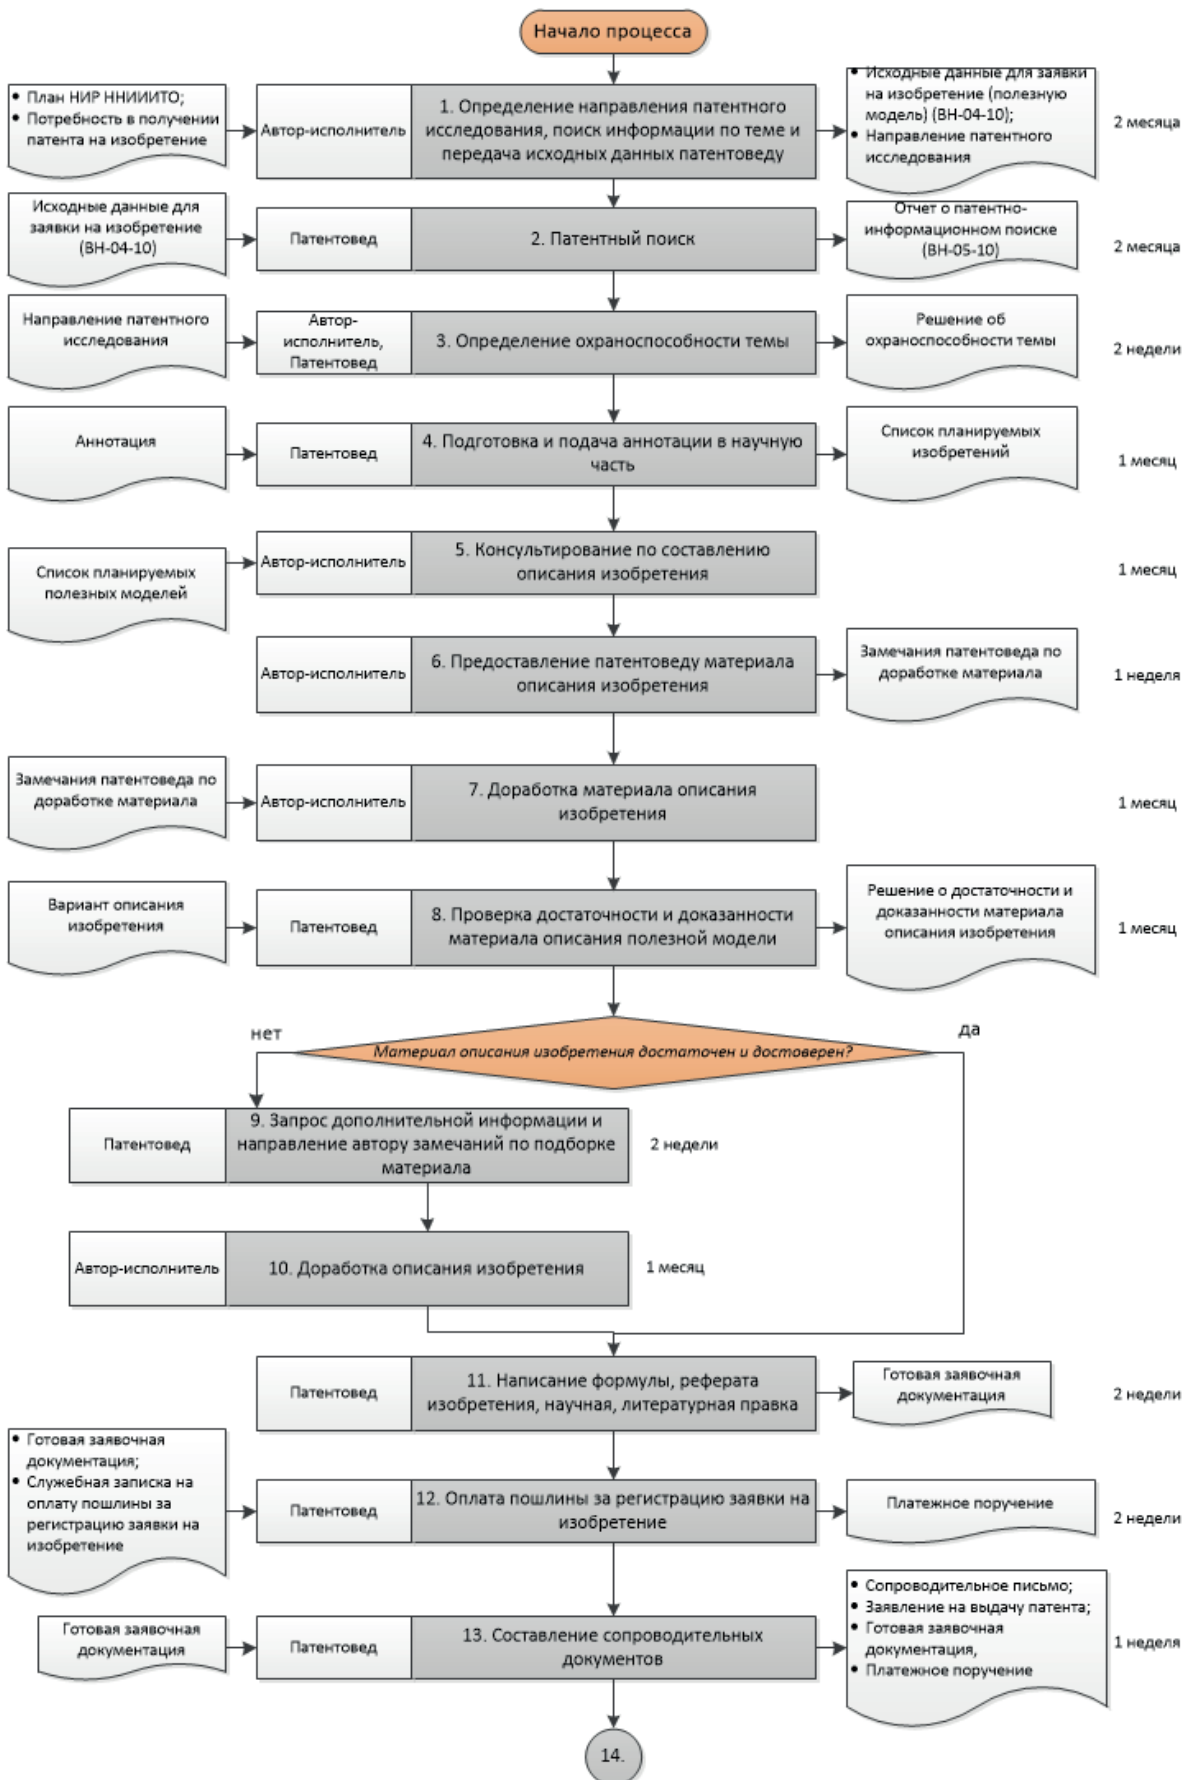 Начало процесса
• План НИР ННИИТО;
• Потребность в получении
патента на изобретение
Автор-исполнитель
1. Определение направления патентного
исследования, поиск информации по теме и
передача исходных данных патентоведу
• Исходные данные для заявки
на изобретение (полезную
модель) (ВН-04-10);
• Направление патентного
исследования
2 месяца
Исходные данные для
заявки на изобретение
(ВН-04-10)
Патентовед
2. Патентный поиск
Отчет о патентно-
информационном поиске
(ВН-05-10)
2 месяца
Направление патентного
исследования
Автор-
исполнитель,
Патентовед
3. Определение охраноспособности темы
Решение об
охраноспособности темы
2 недели
Аннотация
Патентовед
4. Подготовка и подача аннотации в научную
часть
Список планируемых
изобретений
1 месяц
Список планируемых
полезных моделей
Автор-исполнитель
5. Консультирование по составлению
описания изобретения
1 месяц
Автор-исполнитель
6. Предоставление патентоведу материала
описания изобретения
Замечания патентоведа по
доработке материала
1 неделя
Замечания патентоведа по
доработке материала
Автор-исполнитель
7. Доработка материала описания
изобретения
1 месяц
Вариант описания
изобретения
Патентовед
8. Проверка достаточности и доказанности
материала описания полезной модели
Решение о достаточности и
доказанности материала
описания изобретения
1 месяц
нет
Материал описания изобретения достаточен и достоверен?
да
Патентовед
9. Запрос дополнительной информации и
направление автору замечаний по подборке
материала
2 недели
Автор-исполнитель
10. Доработка описания изобретения
1 месяц
Патентовед
11. Написание формулы, реферата
изобретения, научная, литературная правка
Готовая заявочная
документация
2 недели
• Готовая заявочная
документация;
• Служебная записка на
оплату пошлины за
регистрацию заявки на
изобретение
Патентовед
12. Оплата пошлины за регистрацию заявки на
изобретение
Платежное поручение
2 недели
Готовая заявочная
документация
Патентовед
13. Составление сопроводительных
документов
• Сопроводительное письмо;
• Заявление на выдачу патента;
• Готовая заявочная
документация,
• Платежное поручение
1 неделя
14.